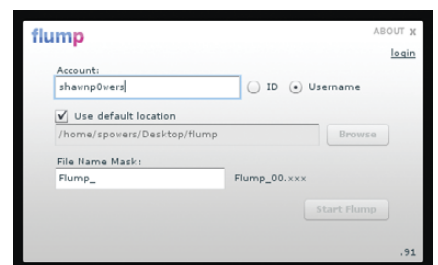 flump
ABOUT X
login
Account:
shawnp0wers
ID
Username
Use default location
/home/spowers/Desktop/flump
Browse
File Name Mask:
Flump_
Flump_00.xxx
Start Flump
.91